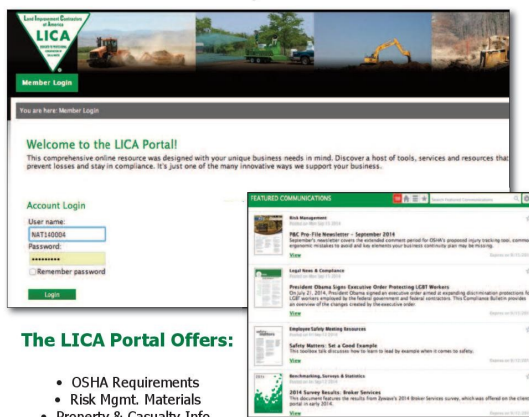 Land Improvement Contractors
of America
LICA
Member Login
You are here: Member Login
Welcome to the LICA Portal!
This comprehensive online resource was designed with your unique business needs in mind. Discover a host of tools, services and resources that
prevent losses and stay in compliance. It's just one of the many innovative ways we support your business.
Account Login
User name:
NAT140004
Password:
Remember password
Login
FEATURED COMMUNICATIONS
Search Featured Communications
Risk Management
P&C Pro-File Newsletter - September 2014
September's newsletter covers the extended comment period for OSHA's proposed injury tracking tool, common
ergonomic mistakes to avoid and key elements your business continuity plan may be missing.
View
Legal News & Compliance
President Obama Signs Executive Order Protecting LGBT Workers
On July 21, 2014, President Obama signed an executive order aimed at expanding discrimination protections for
LGBT workers employed by the federal government and federal contractors. This Compliance Bulletin provides
an overview of the changes created by the executive order.
View
Employee Safety Meeting Resources
Safety Matters: Set a Good Example
This toolbox talk discusses how to learn to lead by example when it comes to safety.
View
Benchmarking, Surveys & Statistics
2014 Survey Results: Broker Services
This document features the results from Zywave's 2014 Broker Services survey, which was offered on the client
portal in early 2014.
View
The LICA Portal Offers:
• OSHA Requirements
• Risk Mgmt. Materials
• Property & Casualty Info